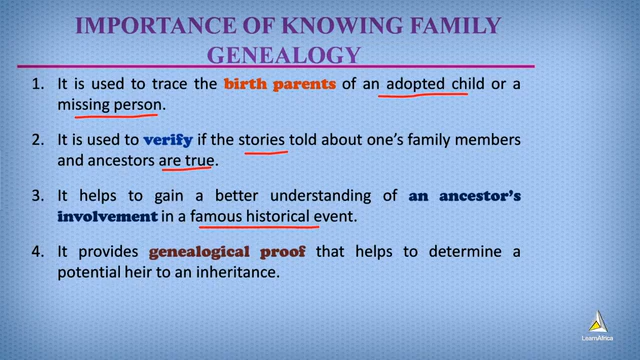 IMPORTANCE OF KNOWING FAMILY
GENEALOGY
1. It is used to trace the birth parents of an adopted child or a
missing person.
2. It is used to verify if the stories told about one's family members
and ancestors are true.
3. It helps to gain a better understanding of an ancestor's
involvement in a famous historical event.
4. It provides genealogical proof that helps to determine a
potential heir to an inheritance.
LearnAfrica